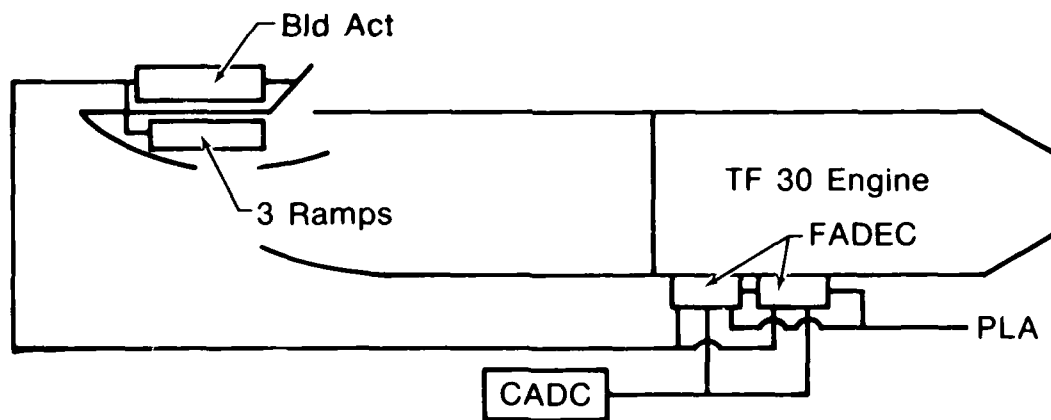 Bld Act
3 Ramps
TF 30 Engine
FADEC
PLA
CADC